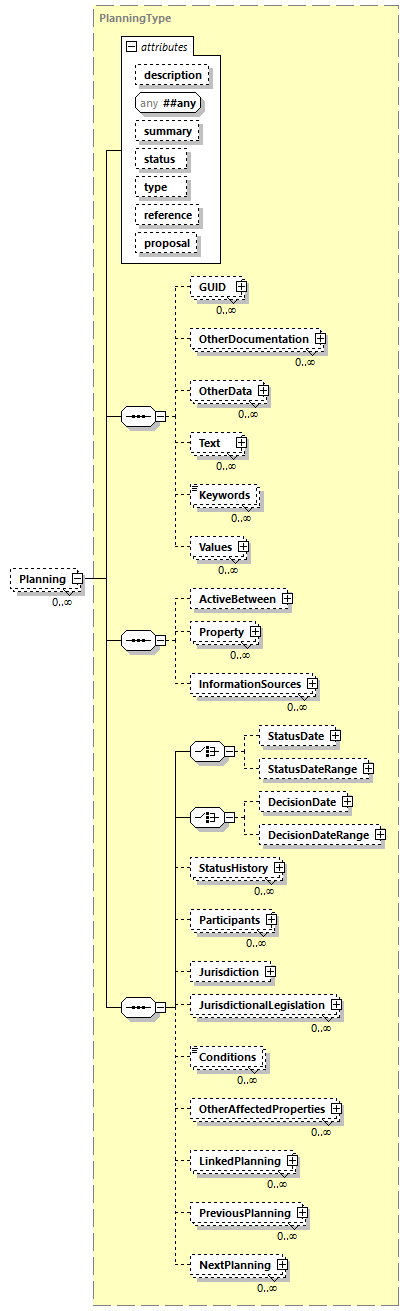 PlanningType
attributes
description
any ##any
summary
status
type
reference
proposal
GUID
0..∞
OtherDocumentation
0..∞
OtherData
0..∞
Text
0..∞
Keywords
0..∞
Values
0..∞
Planning
0..∞
ActiveBetween
Property
0..∞
InformationSources
0..∞
StatusDate
StatusDateRange
DecisionDate
DecisionDateRange
StatusHistory
0..∞
Participants
0..∞
Jurisdiction
JurisdictionalLegislation
0..∞
Conditions
0..∞
OtherAffectedProperties
0..∞
LinkedPlanning
0..∞
PreviousPlanning
0..∞
NextPlanning
0..∞